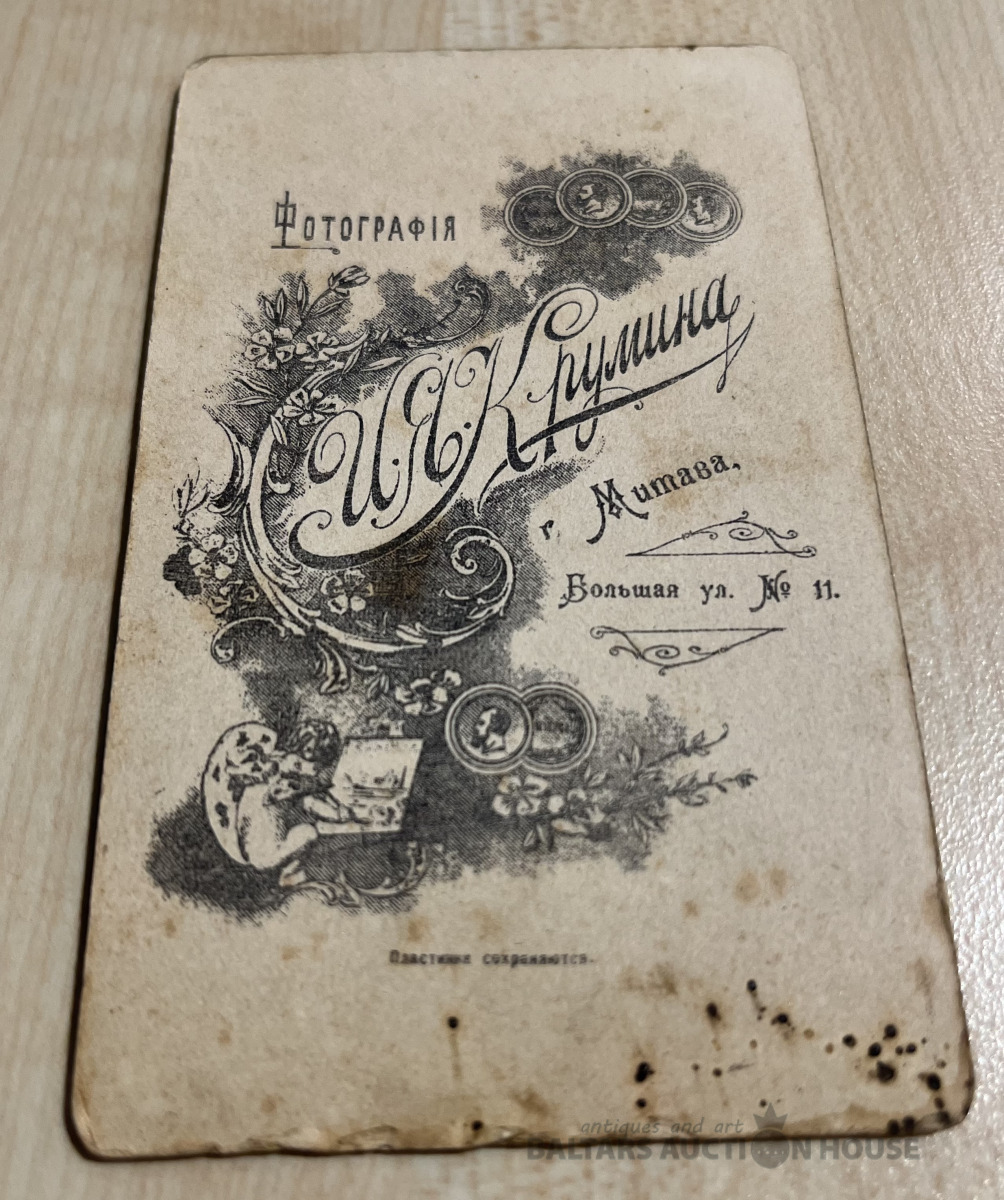 Фотографія
И. Я. Крумина
г. Митава,
Большая ул. № 11.
Пластинки сохраняются.
antiques and art
BALTARS AUCTION HOUSE